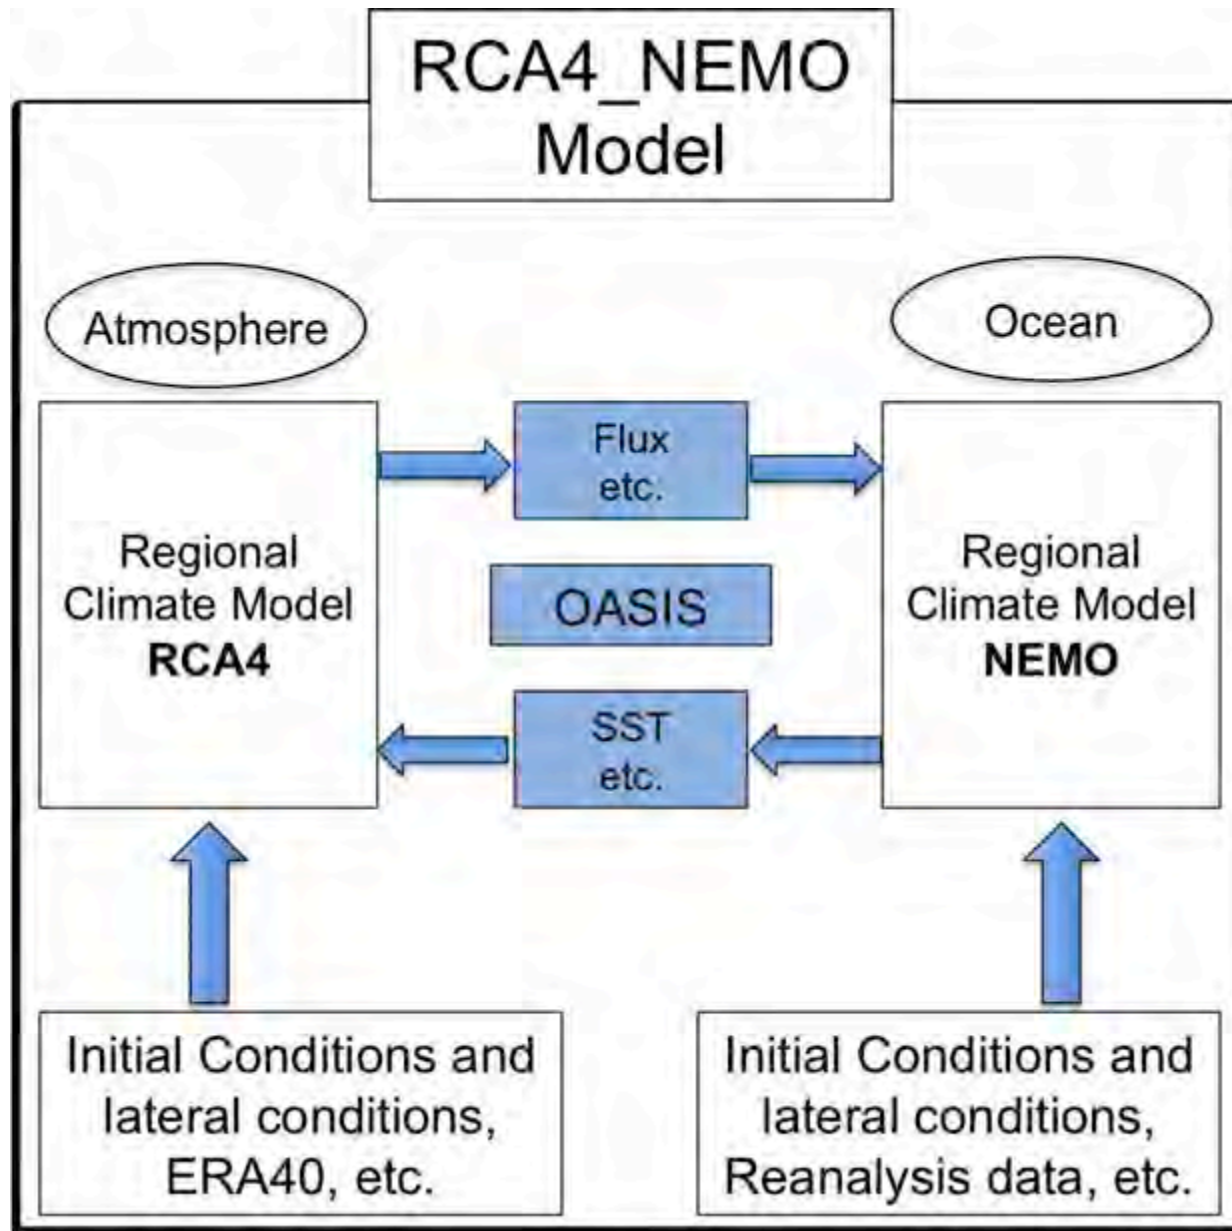 RCA4_NEMO
Model
Atmosphere
Ocean
Regional
Climate Model
RCA4
Flux
etc.
OASIS
SST
etc.
Regional
Climate Model
NEMO
Initial Conditions and
lateral conditions,
ERA40, etc.
Initial Conditions and
lateral conditions,
Reanalysis data, etc.